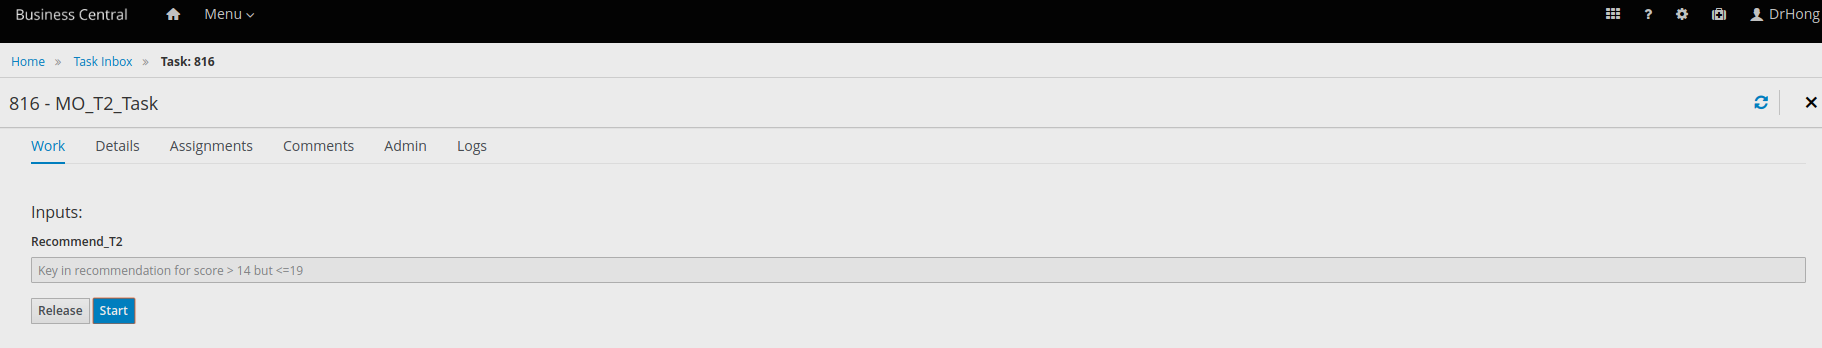 Business Central Menu ? DrHong
Home » Task Inbox » Task: 816
816 - MO_T2_Task
Work Details Assignments Comments Admin Logs
Inputs:
Recommend_T2
Key in recommendation for score > 14 but <=19
Release Start